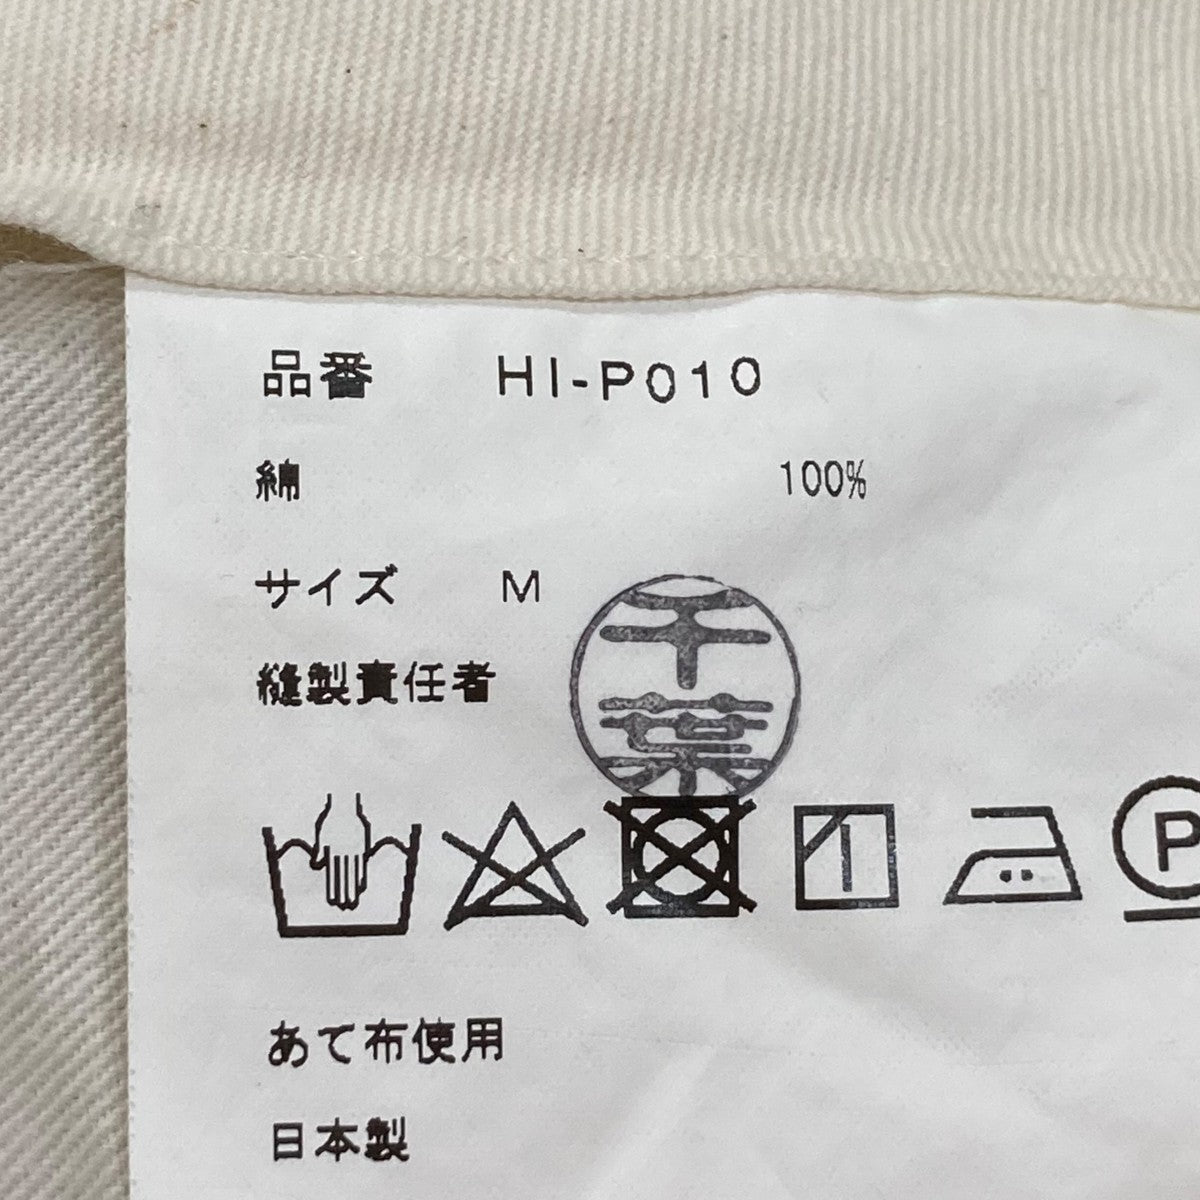 品番 HI-P010
綿 100%
サイズ M
縫製責任者 千葉
P
あて布使用
日本製